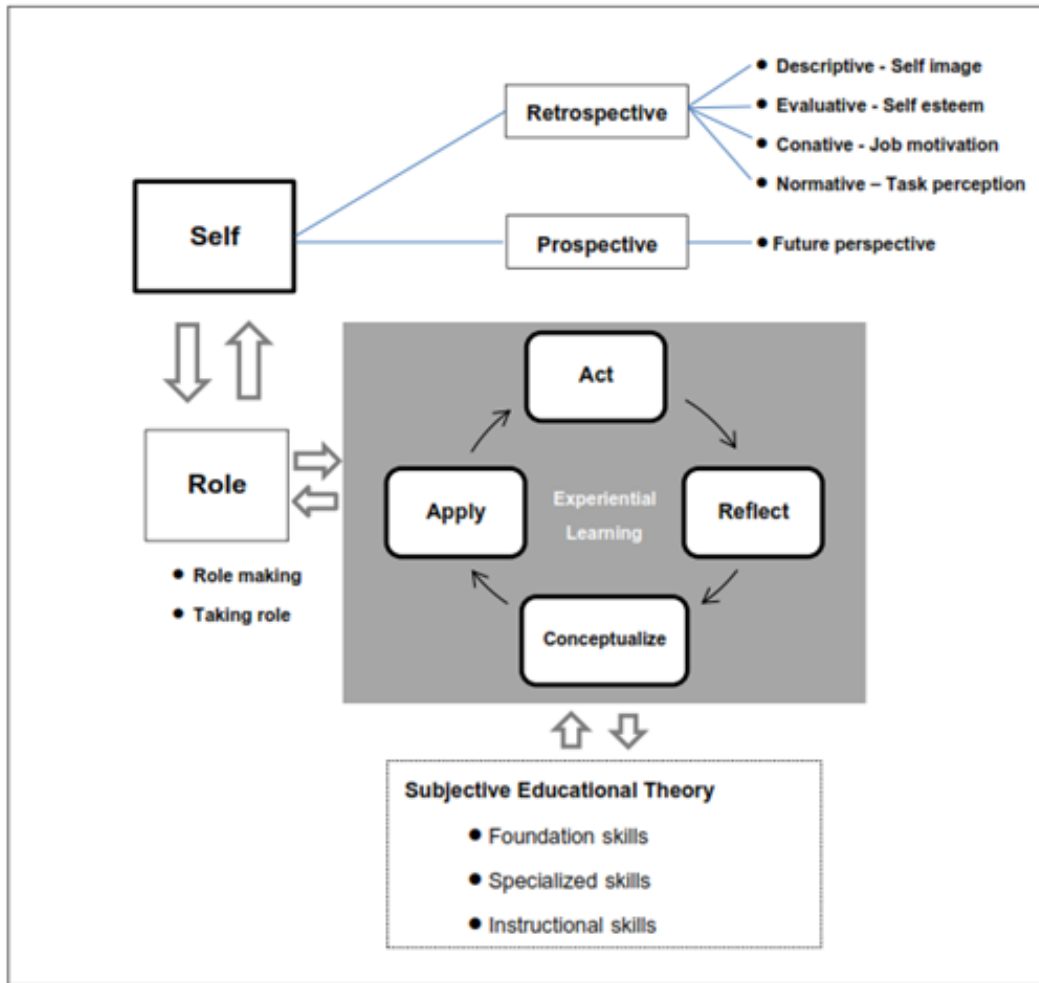 Retrospective
● Descriptive - Self image
● Evaluative - Self esteem
● Conative - Job motivation
● Normative – Task perception
Self
Prospective
● Future perspective
Role
● Role making
● Taking role
Act
Reflect
Conceptualize
Apply
Experiential
Learning
Subjective Educational Theory
● Foundation skills
● Specialized skills
● Instructional skills